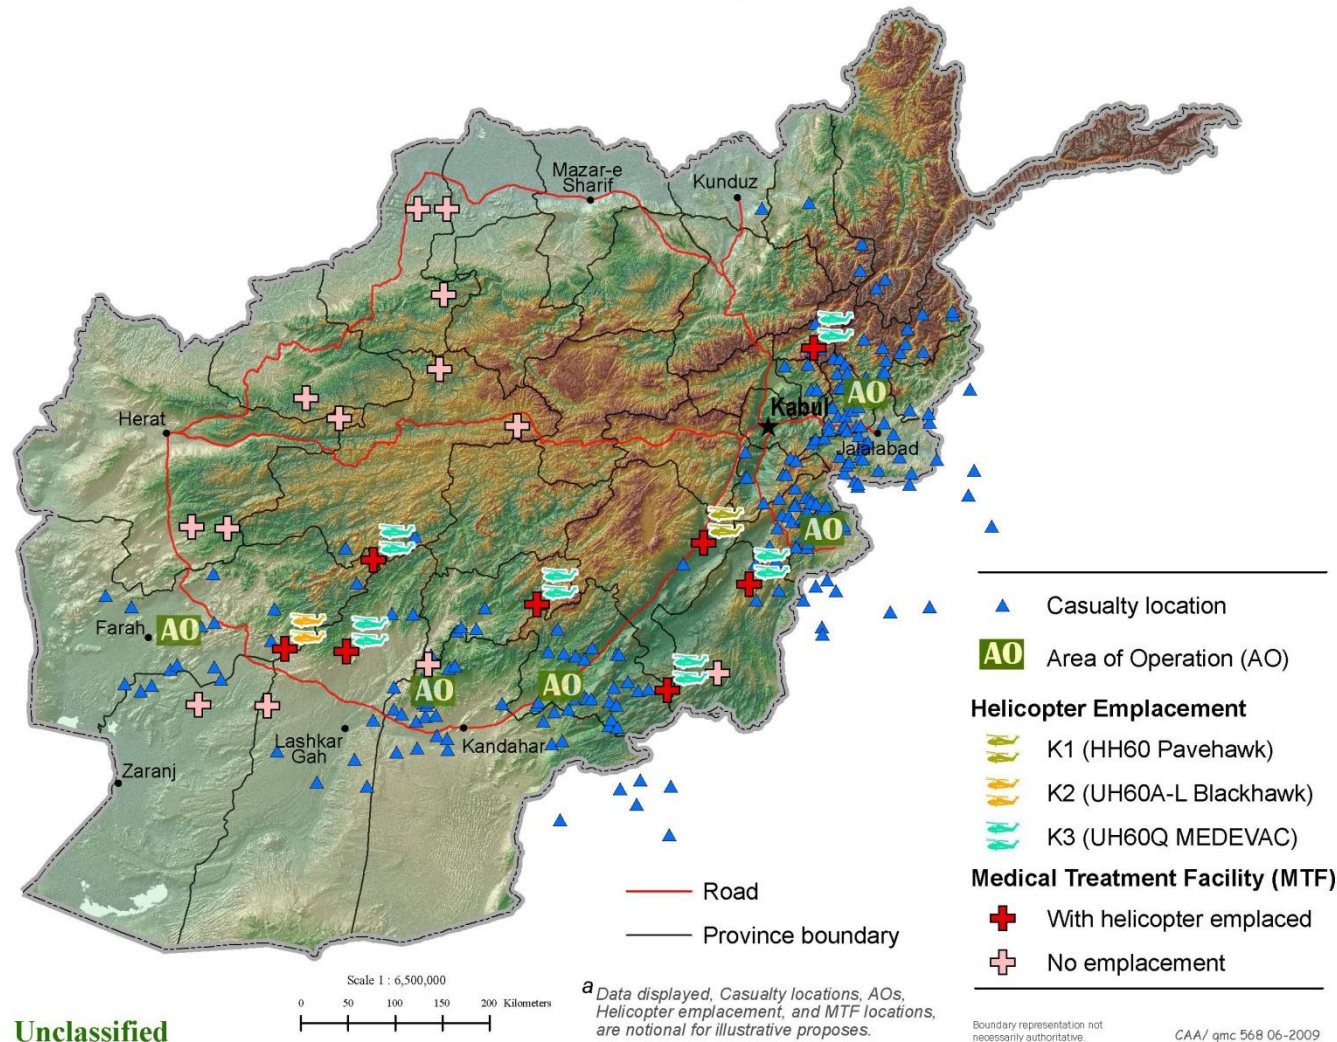 Mazar-e
Sharif
Kunduz
Herat
Kabul
AO
Jalalabad
AO
Farah
AO
AO
AO
Lashkar
Gah
Kandahar
Zaranj
Casualty location
AO Area of Operation (AO)
Helicopter Emplacement
K1 (HH60 Pavehawk)
K2 (UH60A-L Blackhawk)
K3 (UH60Q MEDEVAC)
Medical Treatment Facility (MTF)
With helicopter emplaced
No emplacement
Road
Province boundary
Scale 1 : 6,500,000
0 50 100 150 200 Kilometers
a Data displayed, Casualty locations, AOs,
Helicopter emplacement, and MTF locations,
are notional for illustrative proposes.
Boundary representation not
necessarily authoritative.
CAA/ qmc 568 06-2009
Unclassified